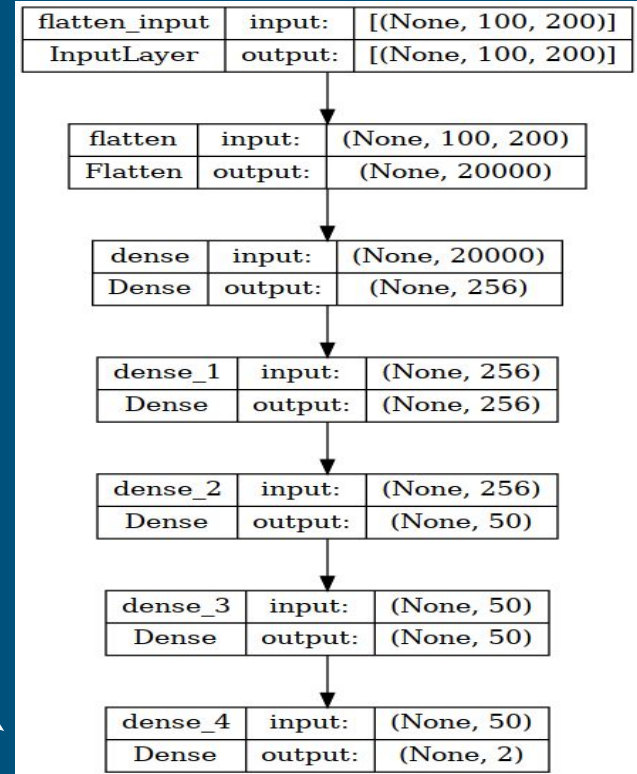 flatten_input input: [(None, 100, 200)]
InputLayer output: [(None, 100, 200)]
flatten input: (None, 100, 200)
Flatten output: (None, 20000)
dense input: (None, 20000)
Dense output: (None, 256)
dense_1 input: (None, 256)
Dense output: (None, 256)
dense_2 input: (None, 256)
Dense output: (None, 50)
dense_3 input: (None, 50)
Dense output: (None, 50)
dense_4 input: (None, 50)
Dense output: (None, 2)